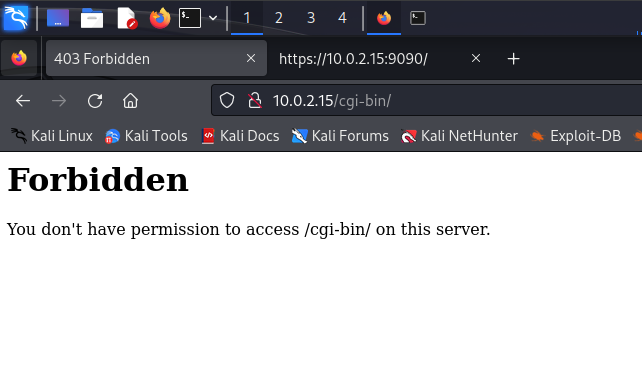 1 2 3 4
403 Forbidden https://10.0.2.15:9090/
10.0.2.15/cgi-bin/
Kali Linux Kali Tools Kali Docs Kali Forums Kali NetHunter Exploit-DB
Forbidden
You don't have permission to access /cgi-bin/ on this server.